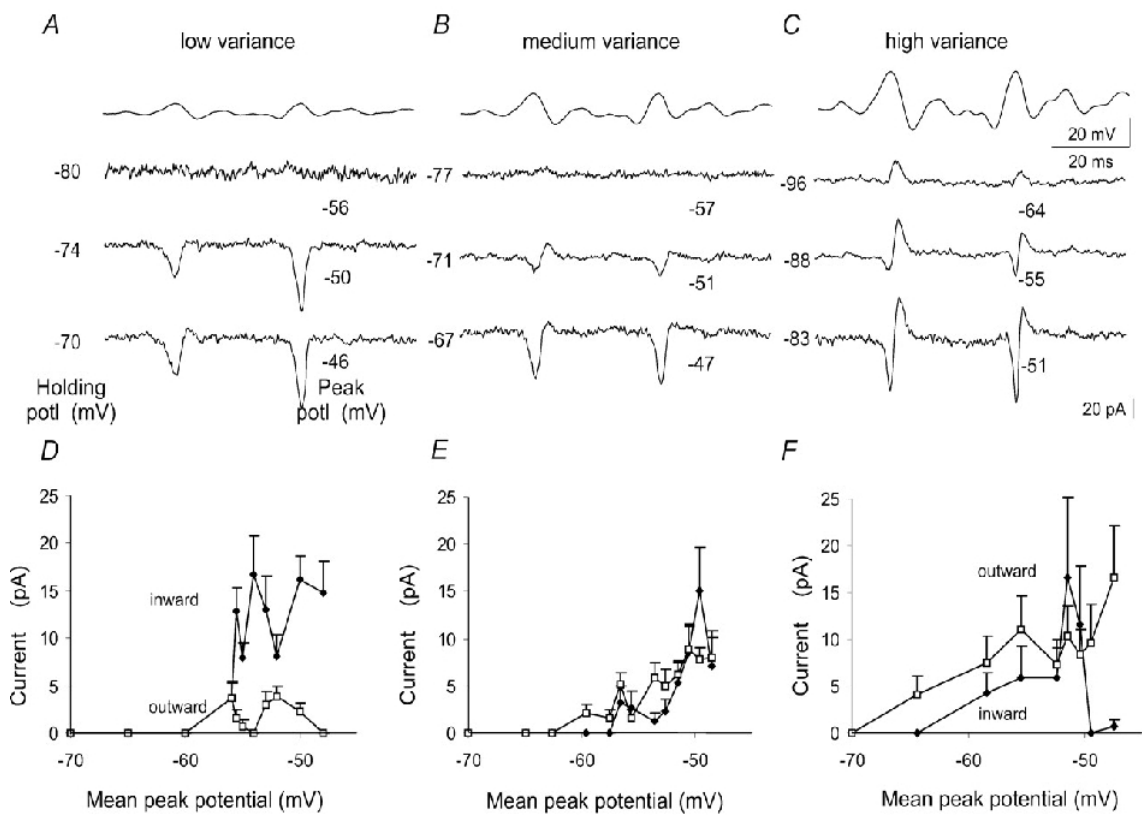 A B C
low variance medium variance high variance
20 mV
20 ms
-80 -77 -96
-56 -57 -64
-74 -71 -88
-50 -51 -55
-70 -67 -83
-46 -47 -51
Holding Peak
potl (mV) potl (mV)
20 pA
D E F
Current (pA)
25
20
15
10
5
0
inward
outward
-70 -60 -50
Mean peak potential (mV)
Current (pA)
25
20
15
10
5
0
-70 -60 -50
Mean peak potential (mV)
Current (pA)
25
20
15
10
5
0
outward
inward
-70 -60 -50
Mean peak potential (mV)